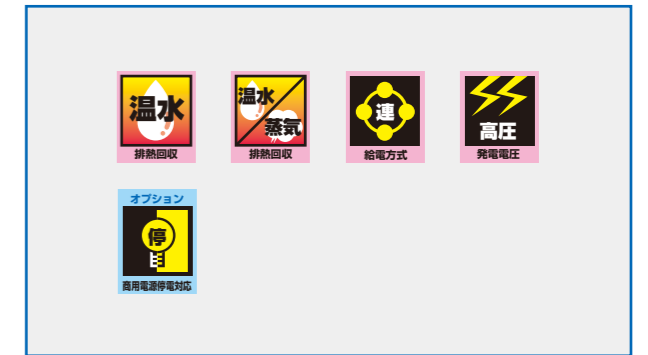 温水
排熱回収
温水
蒸気
排熱回収
連
給電方式
高圧
発電電圧
オプション
停
商用電源停電対応